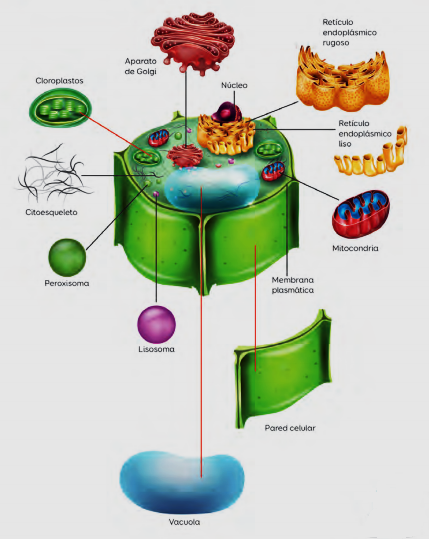 Retículo
endoplásmico
rugoso
Aparato
de Golgi
Cloroplastos
Núcleo
Retículo
endoplásmico
liso
Citoesqueleto
Mitocondria
Peroxisoma
Membrana
plasmática
Lisosoma
Pared celular
Vacuola